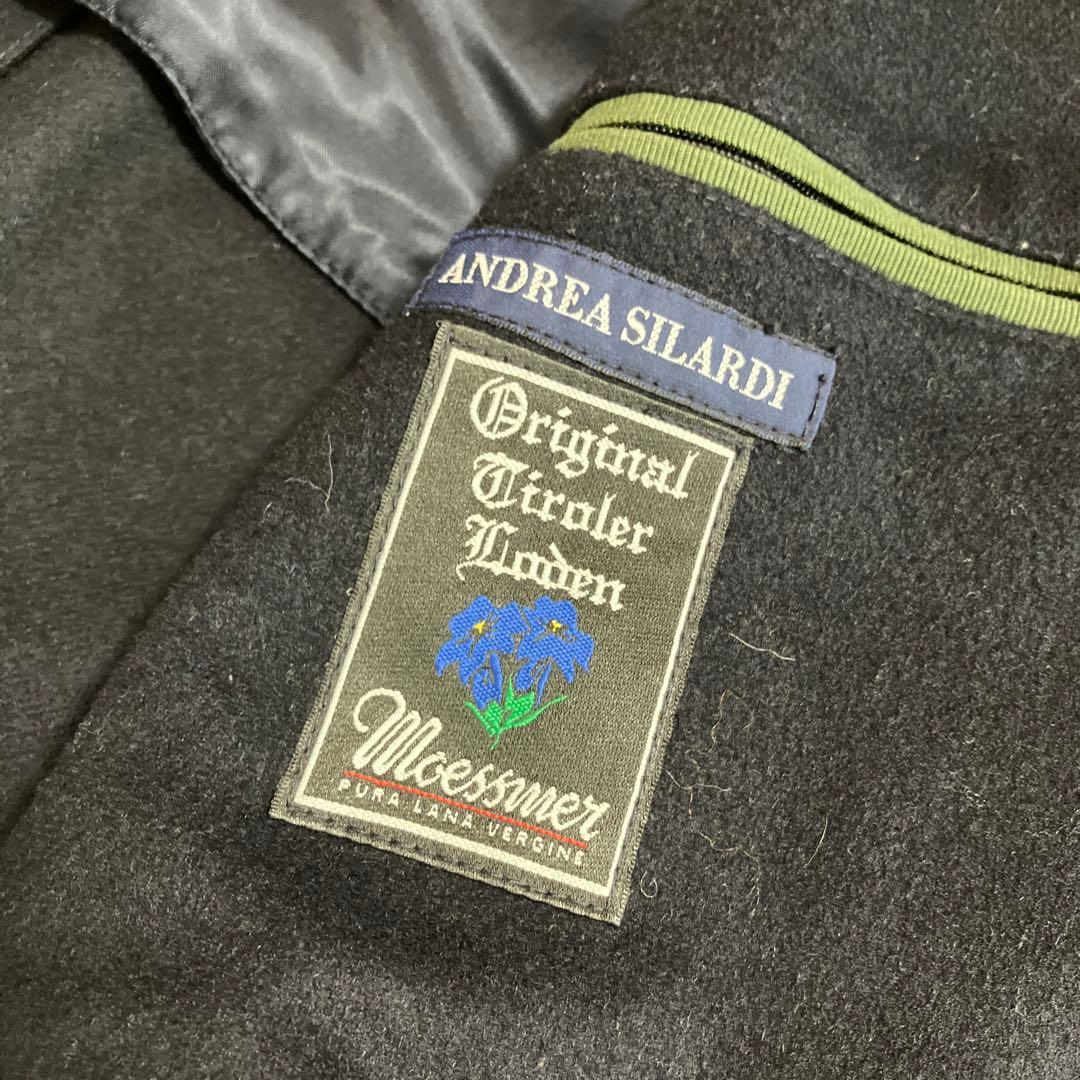 ANDREA SILARDI
Original
Tiroler
Loden
Moessmer
PURA LANA VERGINE